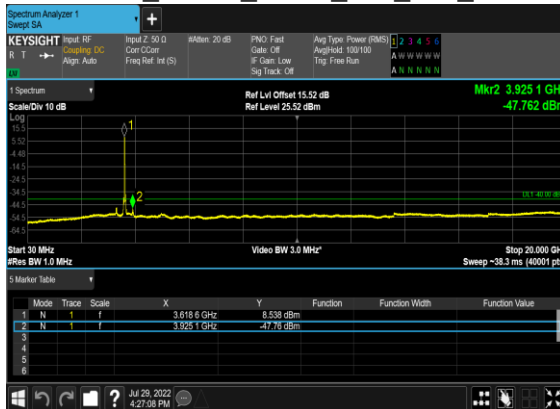 Spectrum Analyzer 1
Swept SA
+
KEYSIGHT
R T
Input: RF
Coupling: DC
Align: Auto
Input Z: 50 Ω
Corr CCorr
Freq Ref: Int (S)
#Atten: 20 dB
PNO: Fast
Gate: Off
IF Gain: Low
Sig Track: Off
Avg Type: Power (RMS)
Avg|Hold: 100/100
Trig: Free Run
1 2 3 4 5 6
A W W W W W
A N N N N N
1 Spectrum
Scale/Div 10 dB
Ref Lvl Offset 15.52 dB
Ref Level 25.52 dBm
Mkr2 3.925 1 GHz
-47.762 dBm
Log
15.5
5.52
-4.48
-14.5
-24.5
-34.5
-44.5
-54.5
-64.5
1
2
Start 30 MHz
#Res BW 1.0 MHz
Video BW 3.0 MHz*
Stop 20.000 GH
Sweep ~38.3 ms (40001 pts
5 Marker Table
Mode Trace Scale X Y Function Function Width Function Value
1 N 1 f 3.618 6 GHz 8.538 dBm
2 N 1 f 3.925 1 GHz -47.76 dBm
3
4
5
6
?
Jul 29, 2022
4:27:08 PM